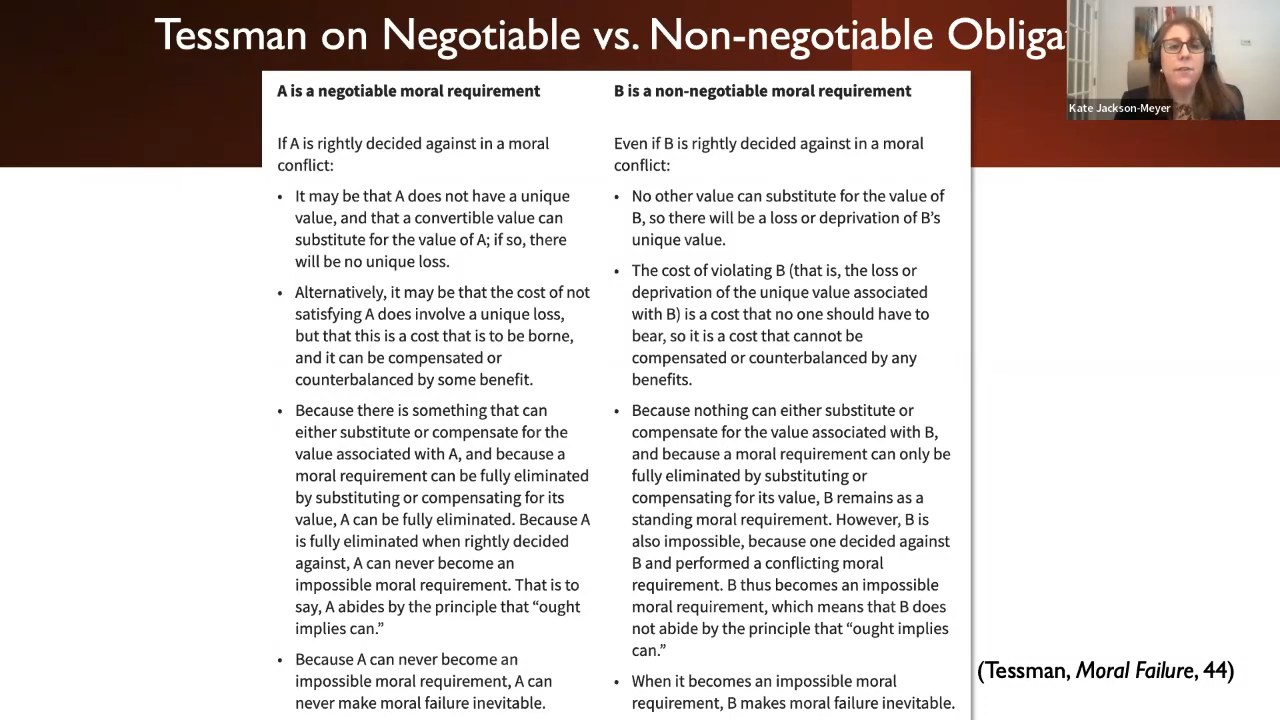 Tessman on Negotiable vs. Non-negotiable Obliga
Kate Jackson-Meyer
A is a negotiable moral requirement
If A is rightly decided against in a moral
conflict:
• It may be that A does not have a unique
value, and that a convertible value can
substitute for the value of A; if so, there
will be no unique loss.
• Alternatively, it may be that the cost of not
satisfying A does involve a unique loss,
but that this is a cost that is to be borne,
and it can be compensated or
counterbalanced by some benefit.
• Because there is something that can
either substitute or compensate for the
value associated with A, and because a
moral requirement can be fully eliminated
by substituting or compensating for its
value, A can be fully eliminated. Because A
is fully eliminated when rightly decided
against, A can never become an
impossible moral requirement. That is to
say, A abides by the principle that “ought
implies can.”
• Because A can never become an
impossible moral requirement, A can
never make moral failure inevitable.
B is a non-negotiable moral requirement
Even if B is rightly decided against in a moral
conflict:
• No other value can substitute for the value of
B, so there will be a loss or deprivation of B’s
unique value.
• The cost of violating B (that is, the loss or
deprivation of the unique value associated
with B) is a cost that no one should have to
bear, so it is a cost that cannot be
compensated or counterbalanced by any
benefits.
• Because nothing can either substitute or
compensate for the value associated with B,
and because a moral requirement can only be
fully eliminated by substituting or
compensating for its value, B remains as a
standing moral requirement. However, B is
also impossible, because one decided against
B and performed a conflicting moral
requirement. B thus becomes an impossible
moral requirement, which means that B does
not abide by the principle that “ought implies
can.”
• When it becomes an impossible moral
requirement, B makes moral failure inevitable.
(Tessman, Moral Failure, 44)